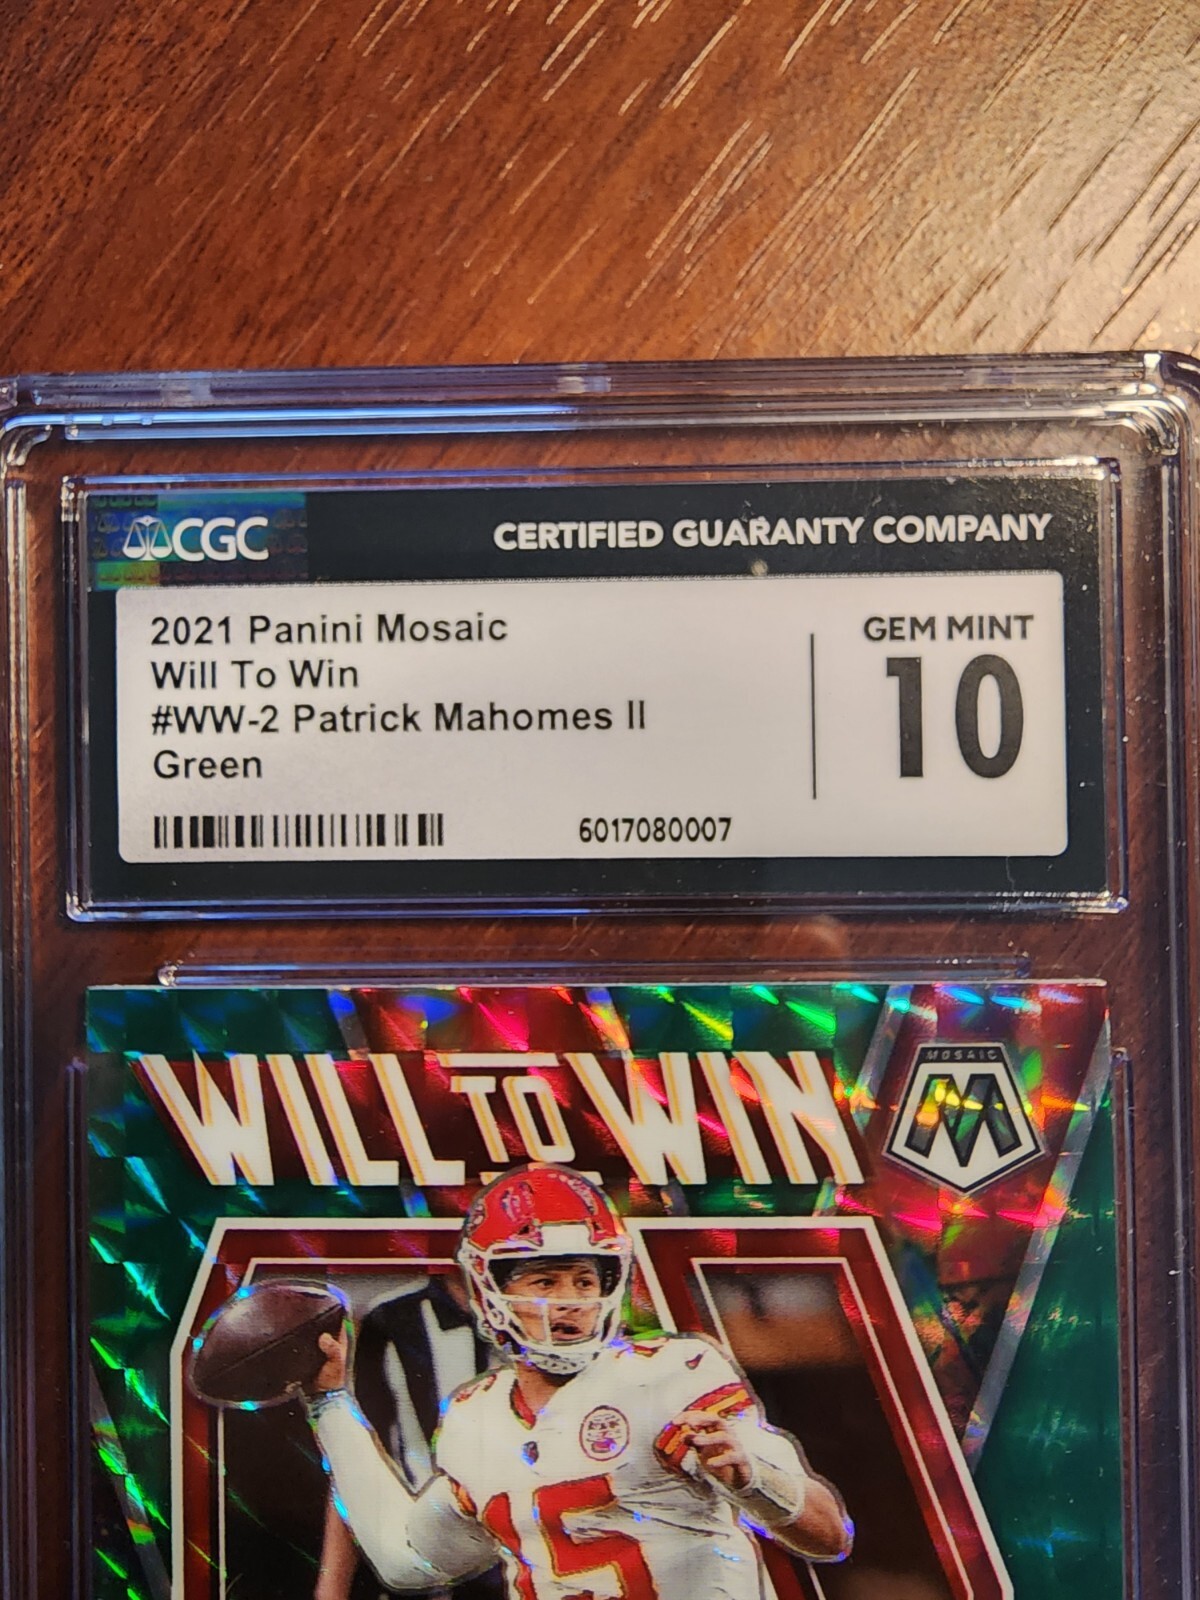 CGC
CERTIFIED GUARANTY COMPANY
2021 Panini Mosaic
Will To Win
#WW-2 Patrick Mahomes II
Green
GEM MINT
10
6017080007
WILL TO WIN
MOSAIC
M
15